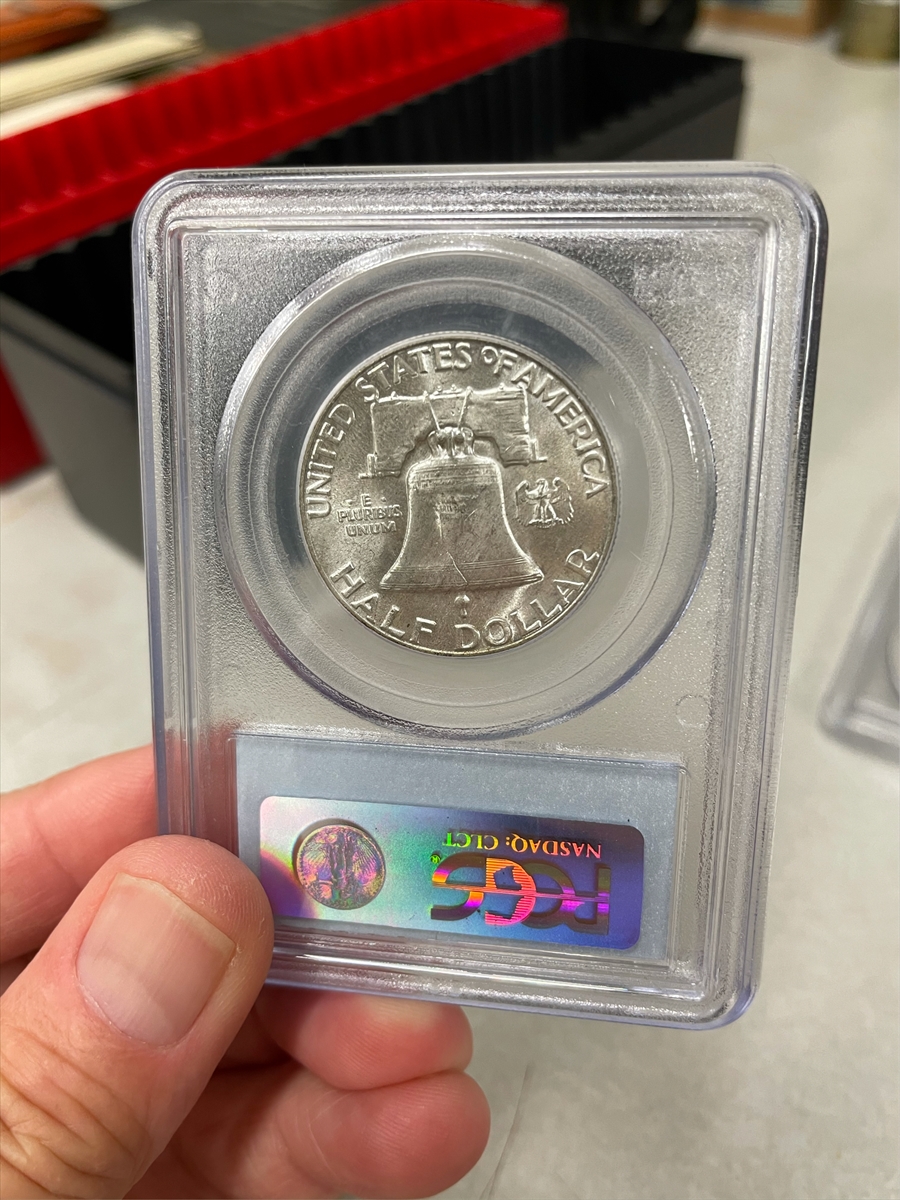 UNITED STATES OF AMERICA
E
PLURIBUS
UNUM
HALF DOLLAR
NASDAQ: CLCT
PCGS®